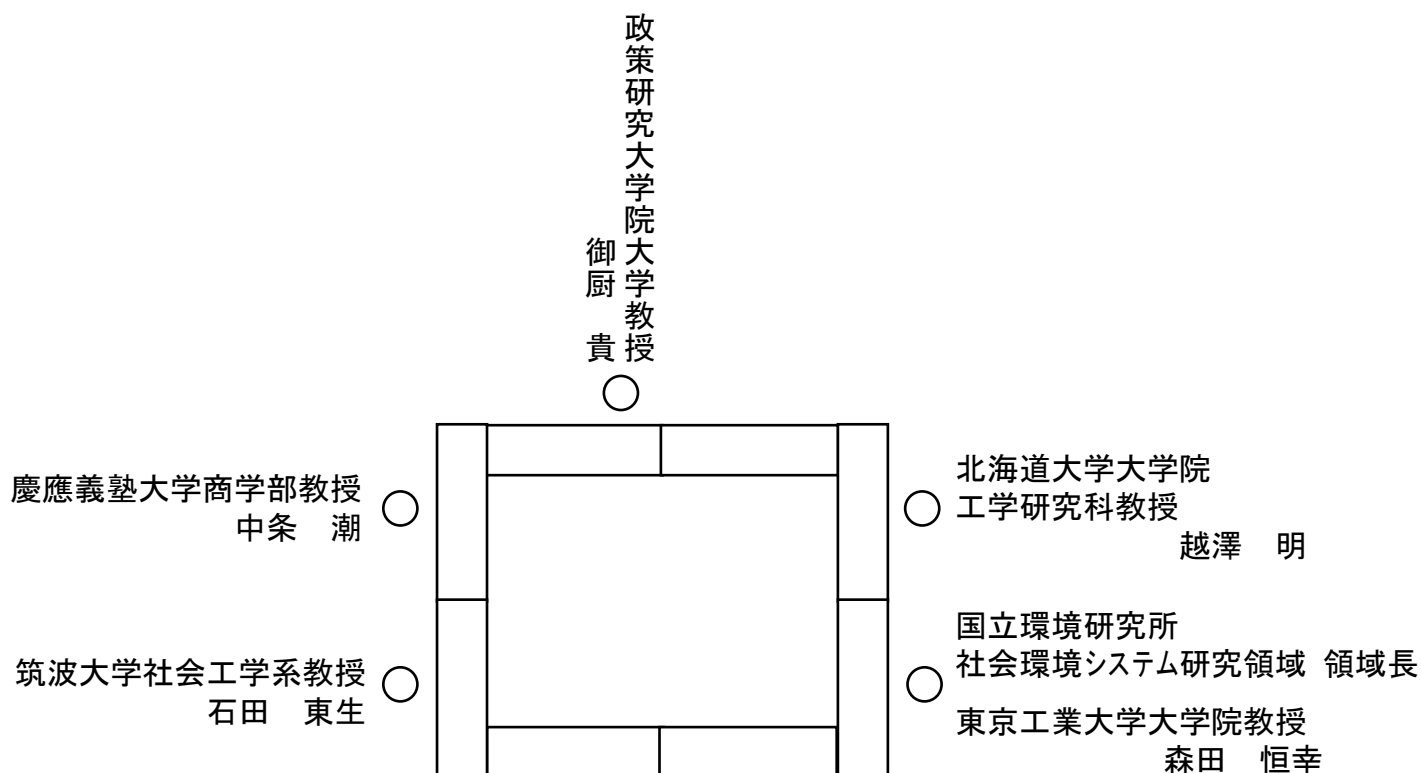 政策研究大学院大学教授
御厨　貴
慶應義塾大学商学部教授
中条　潮
北海道大学大学院
工学研究科教授
越澤　明
筑波大学社会工学系教授
石田　東生
国立環境研究所
社会環境システム研究領域 領域長
東京工業大学大学院教授
森田　恒幸